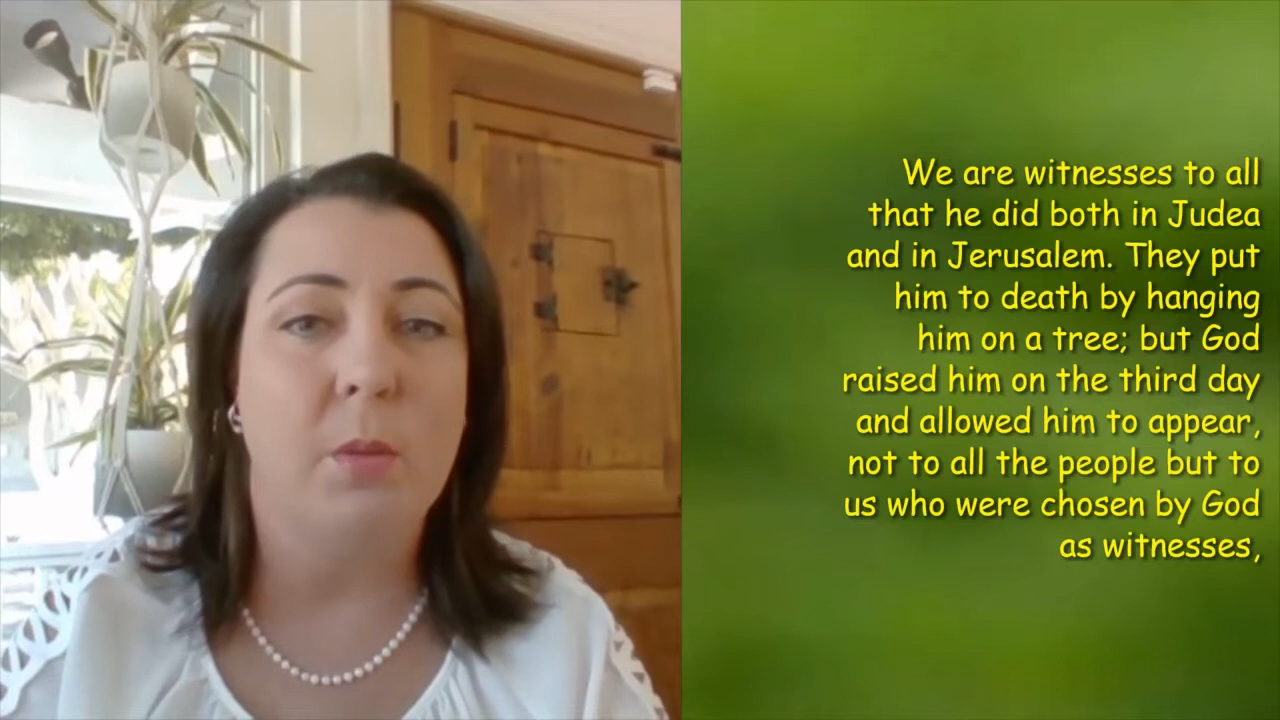 We are witnesses to all
that he did both in Judea
and in Jerusalem. They put
him to death by hanging
him on a tree; but God
raised him on the third day
and allowed him to appear,
not to all the people but to
us who were chosen by God
as witnesses,